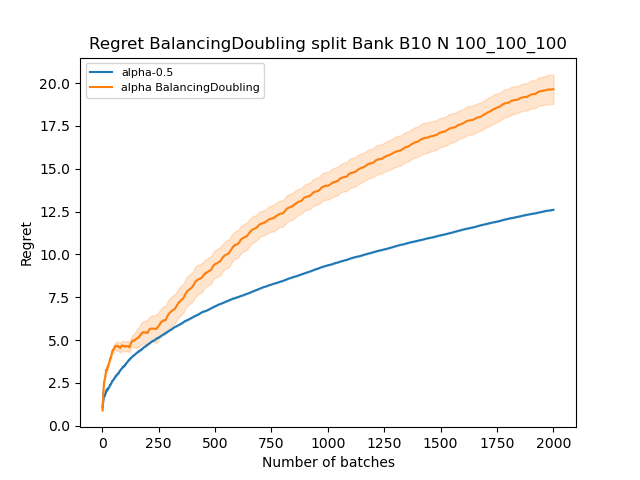 Regret BalancingDoubling split Bank B10 N 100_100_100
alpha-0.5
alpha BalancingDoubling
Regret
20.0
17.5
15.0
12.5
10.0
7.5
5.0
2.5
0.0
0 250 500 750 1000 1250 1500 1750 2000
Number of batches